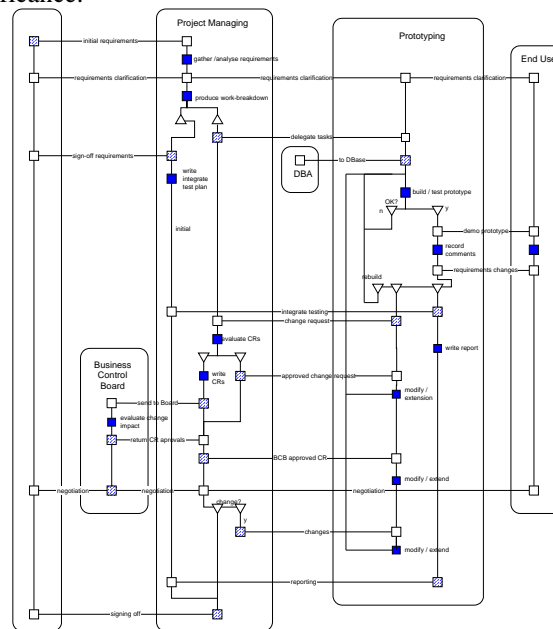 ficance.
Project Managing
Prototyping
End Use
initial requirements
gather /analyse requirements
requirements clarification
requirements clarification
requirements clarification
produce work-breakdown
delegate tasks
sign-off requirements
to DBase
DBA
write
integrate
test plan
build / test prototype
OK?
n
y
initial
demo prototype
record
comments
requirements changes
rebuild
integrate testing
change request
evaluate CRs
write report
Business
Control
Board
write
CRs
approved change request
modify /
extension
send to Board
evaluate change
impact
return CR aprovals
BCB approved CR
modify / extend
negotiation
negotiation
negotiation
change?
y
changes
modify / extend
reporting
signing off